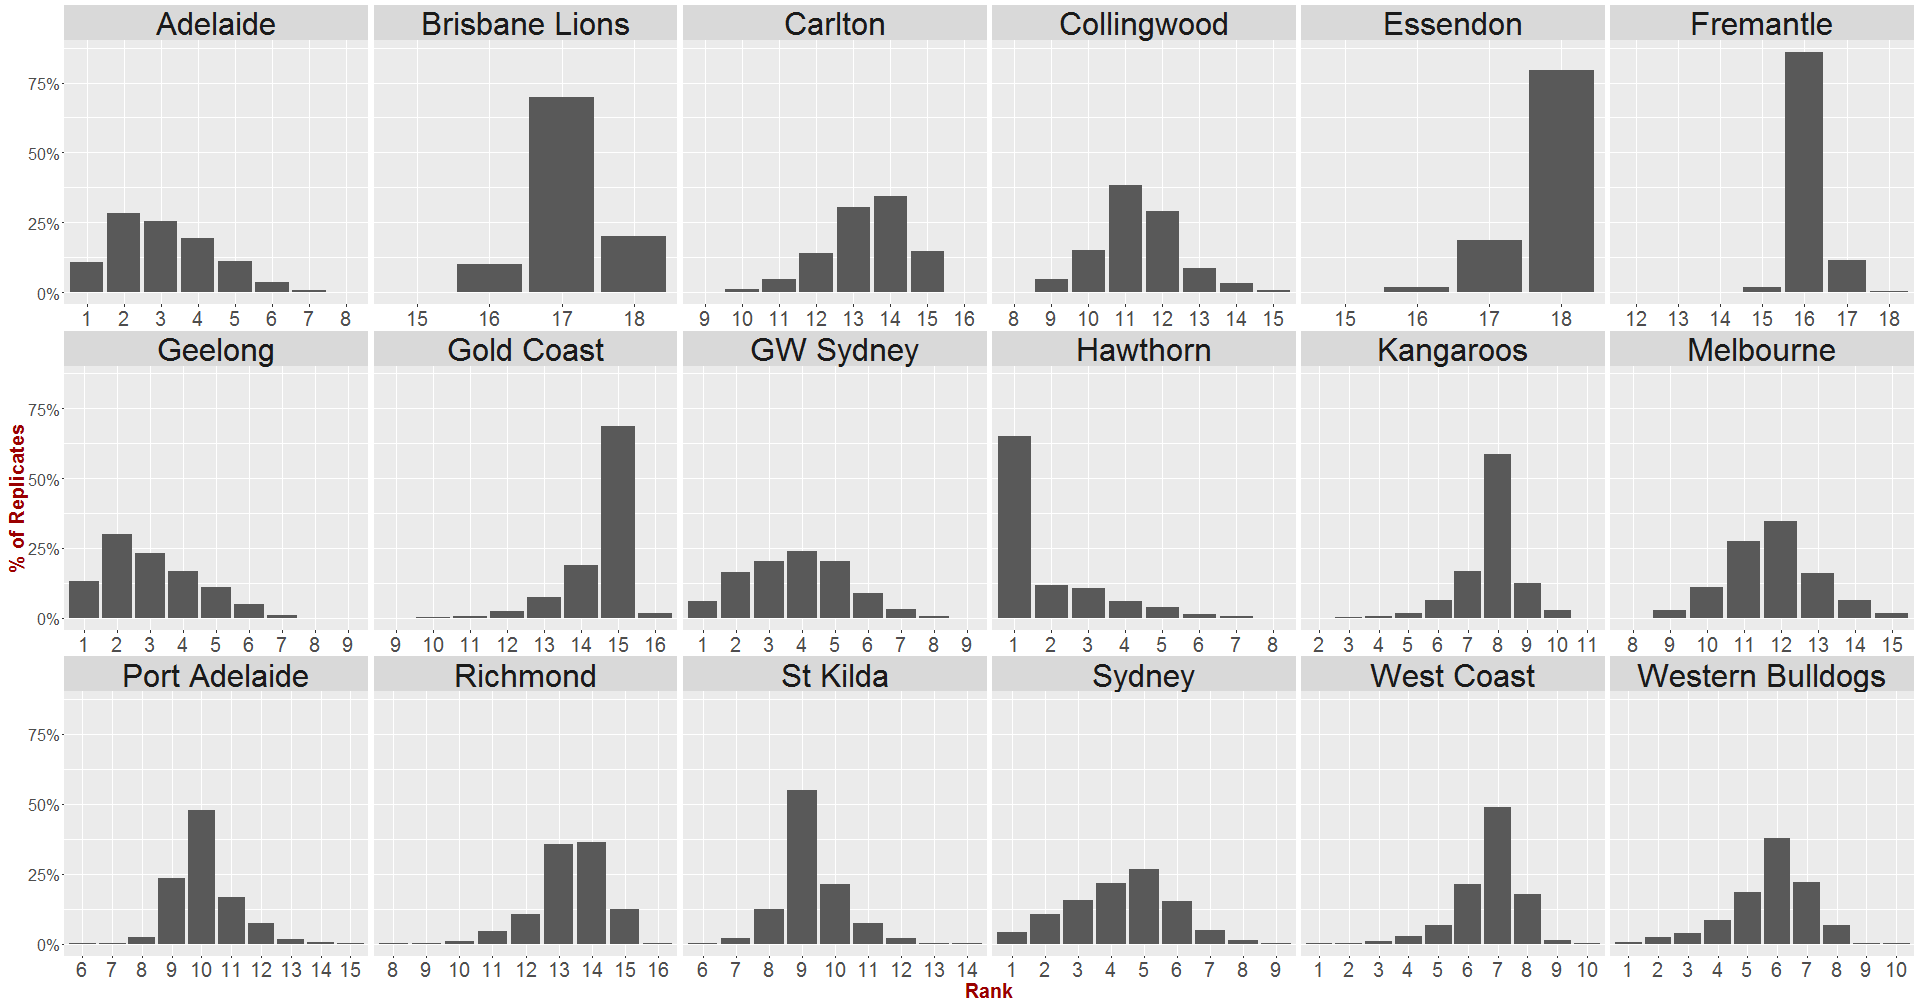 Adelaide Brisbane Lions Carlton Collingwood Essendon Fremantle
75%
50%
25%
0%
1 2 3 4 5 6 7 8 15 16 17 18 9 10 11 12 13 14 15 16 8 9 10 11 12 13 14 15 15 16 17 18 12 13 14 15 16 17 18
Geelong Gold Coast GW Sydney Hawthorn Kangaroos Melbourne
75%
% of Replicates
50%
25%
0%
1 2 3 4 5 6 7 8 9 9 10 11 12 13 14 15 16 1 2 3 4 5 6 7 8 9 1 2 3 4 5 6 7 8 2 3 4 5 6 7 8 9 10 11 8 9 10 11 12 13 14 15
Port Adelaide Richmond St Kilda Sydney West Coast Western Bulldogs
75%
50%
25%
0%
6 7 8 9 10 11 12 13 14 15 8 9 10 11 12 13 14 15 16 6 7 8 9 10 11 12 13 14 1 2 3 4 5 6 7 8 9 1 2 3 4 5 6 7 8 9 10 1 2 3 4 5 6 7 8 9 10
Rank